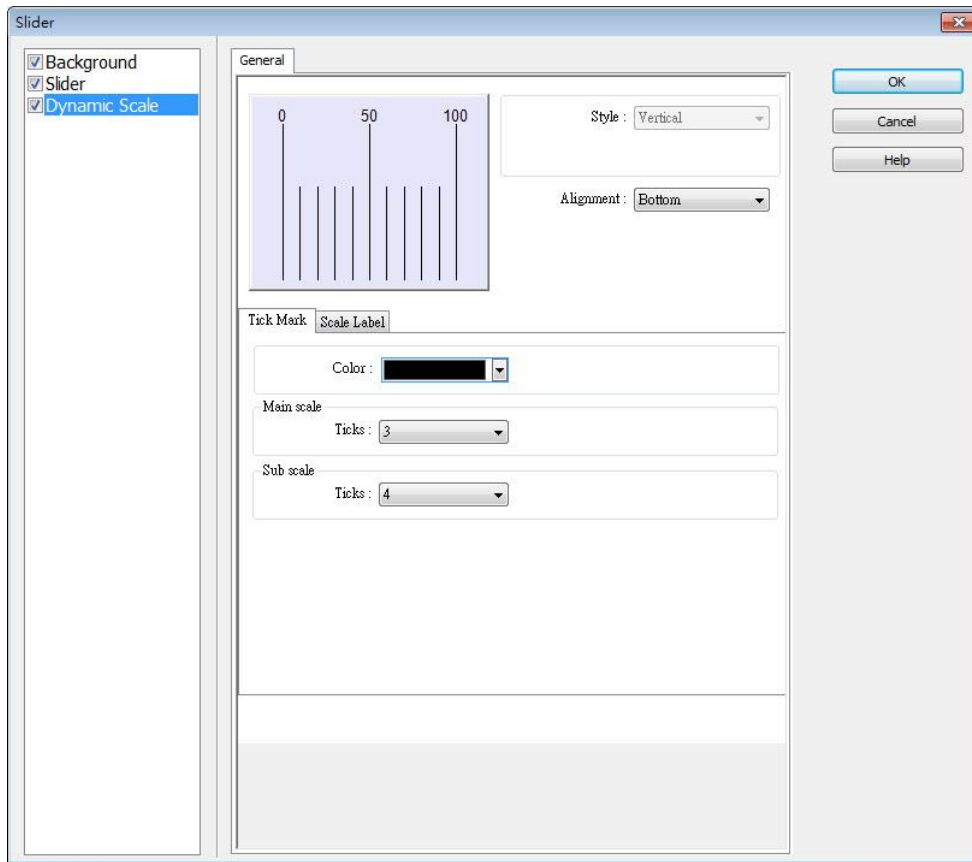 Slider
Background
Slider
Dynamic Scale
General
0 50 100
Style : Vertical
Alignment : Bottom
Tick Mark
Scale Label
Color :
Main scale
Ticks : 3
Sub scale
Ticks : 4
OK
Cancel
Help